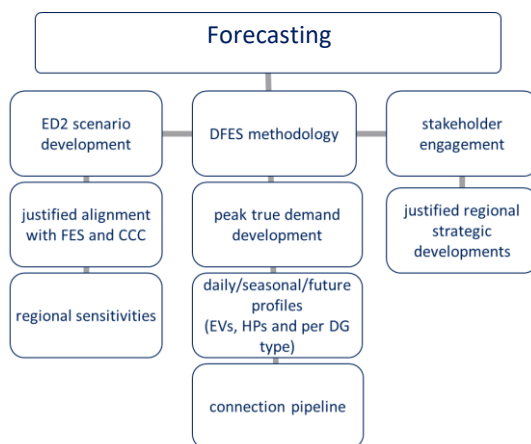 Forecasting
ED2 scenario
development
DFES methodology
stakeholder
engagement
justified alignment
with FES and CCC
peak true demand
development
justified regional
strategic
developments
regional sensitivities
daily/seasonal/future
profiles
(EVs, HPs and per DG
type)
connection pipeline